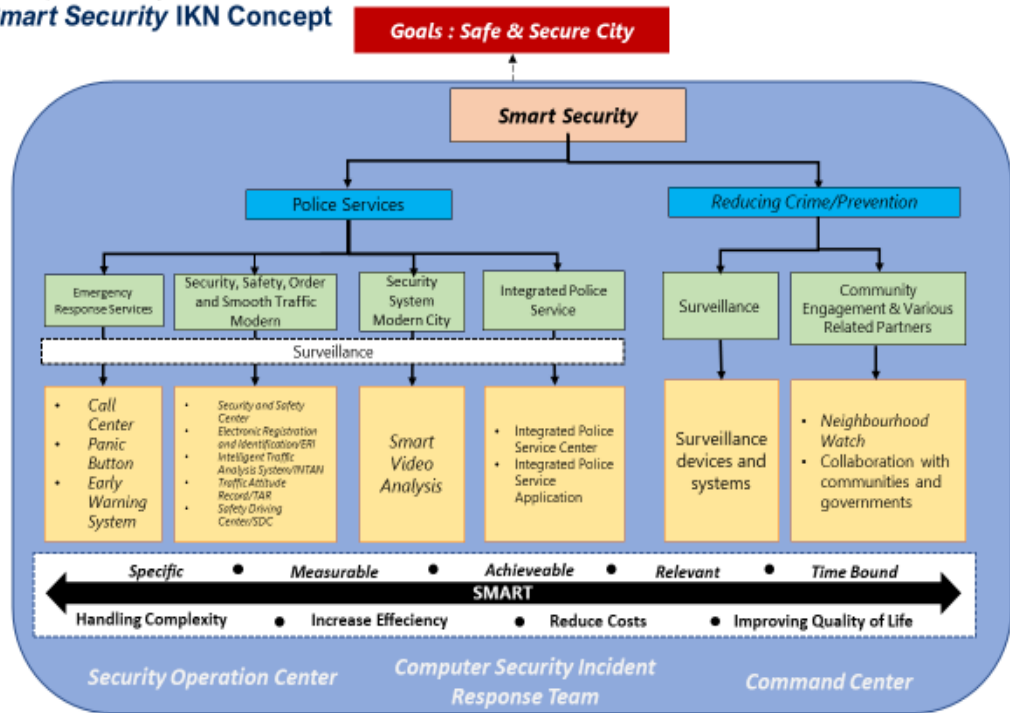 mart Security IKN Concept
Goals : Safe & Secure City
Smart Security
Police Services
Reducing Crime/Prevention
Emergency
Response Services
Security, Safety, Order
and Smooth Traffic
Modern
Security
System
Modern City
Integrated Police
Service
Surveillance
Community
Engagement & Various
Related Partners
Surveillance
• Call
Center
• Panic
Button
• Early
Warning
System
• Security and Safety
Center
• Electronic Registration
and Identification/ERI
• Intelligent Traffic
Analysis System/INTAN
• Traffic Attitude
Record/TAR
• Safety Driving
Center/SDC
Smart
Video
Analysis
• Integrated Police
Service Center
• Integrated Police
Service
Application
Surveillance
devices and
systems
• Neighbourhood
Watch
• Collaboration with
communities and
governments
Specific ● Measurable ● Achieveable ● Relevant ● Time Bound
SMART
Handling Complexity ● Increase Effeciency ● Reduce Costs ● Improving Quality of Life
Security Operation Center
Computer Security Incident
Response Team
Command Center